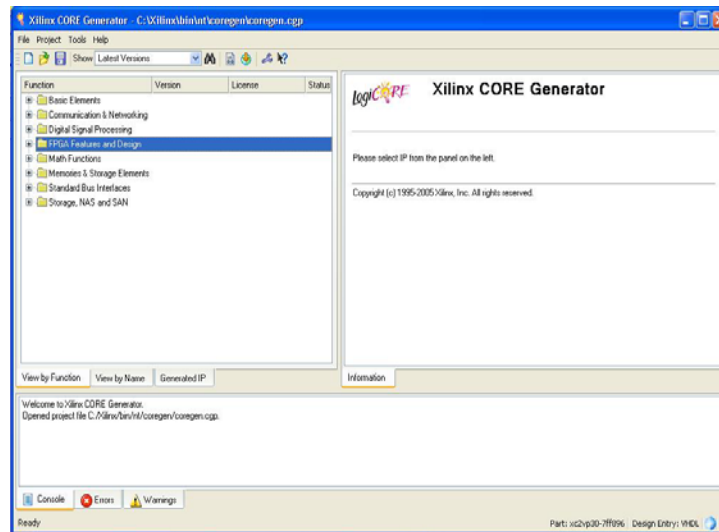 Xilinx CORE Generator - C:\Xilinx\bin\nt\coregen\coregen.cgp
File Project Tools Help
Show Latest Versions
Function Version License Status
Basic Elements
Communication & Networking
Digital Signal Processing
FPGA Features and Design
Math Functions
Memories & Storage Elements
Standard Bus Interfaces
Storage, NAS and SAN
View by Function View by Name Generated IP
LogiCORE Xilinx CORE Generator
Please select IP from the panel on the left.
Copyright (c) 1995-2005 Xilinx, Inc. All rights reserved.
Information
Welcome to Xilinx CORE Generator.
Opened project file C:/Xilinx/bin/nt/coregen/coregen.cgp.
Console Errors Warnings
Ready Part: xc2vp30-7ff896 Design Entry: VHDL